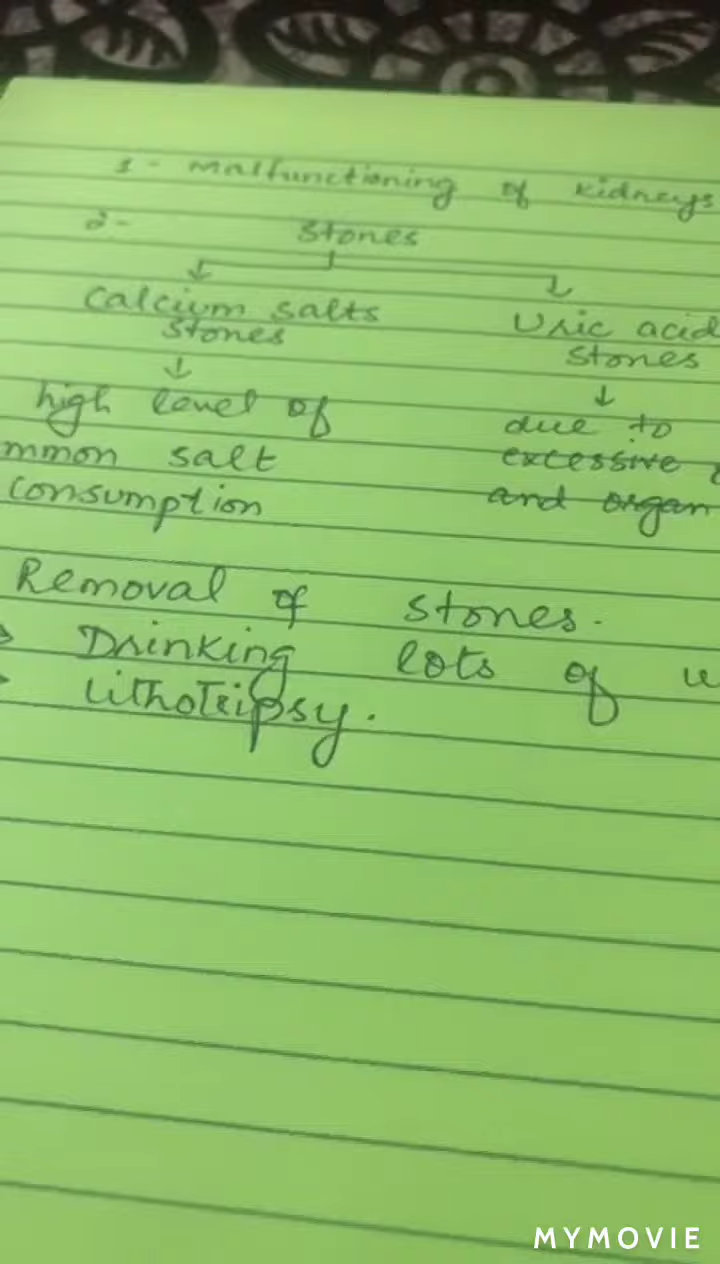 1- Malfunctioning of kidneys
2- Stones
Calcium salts Uric acid
stones stones
high level of due to
mmon salt excessive
consumption and organ
Removal of stones.
Drinking lots of
Lithotripsy.
MYMOVIE